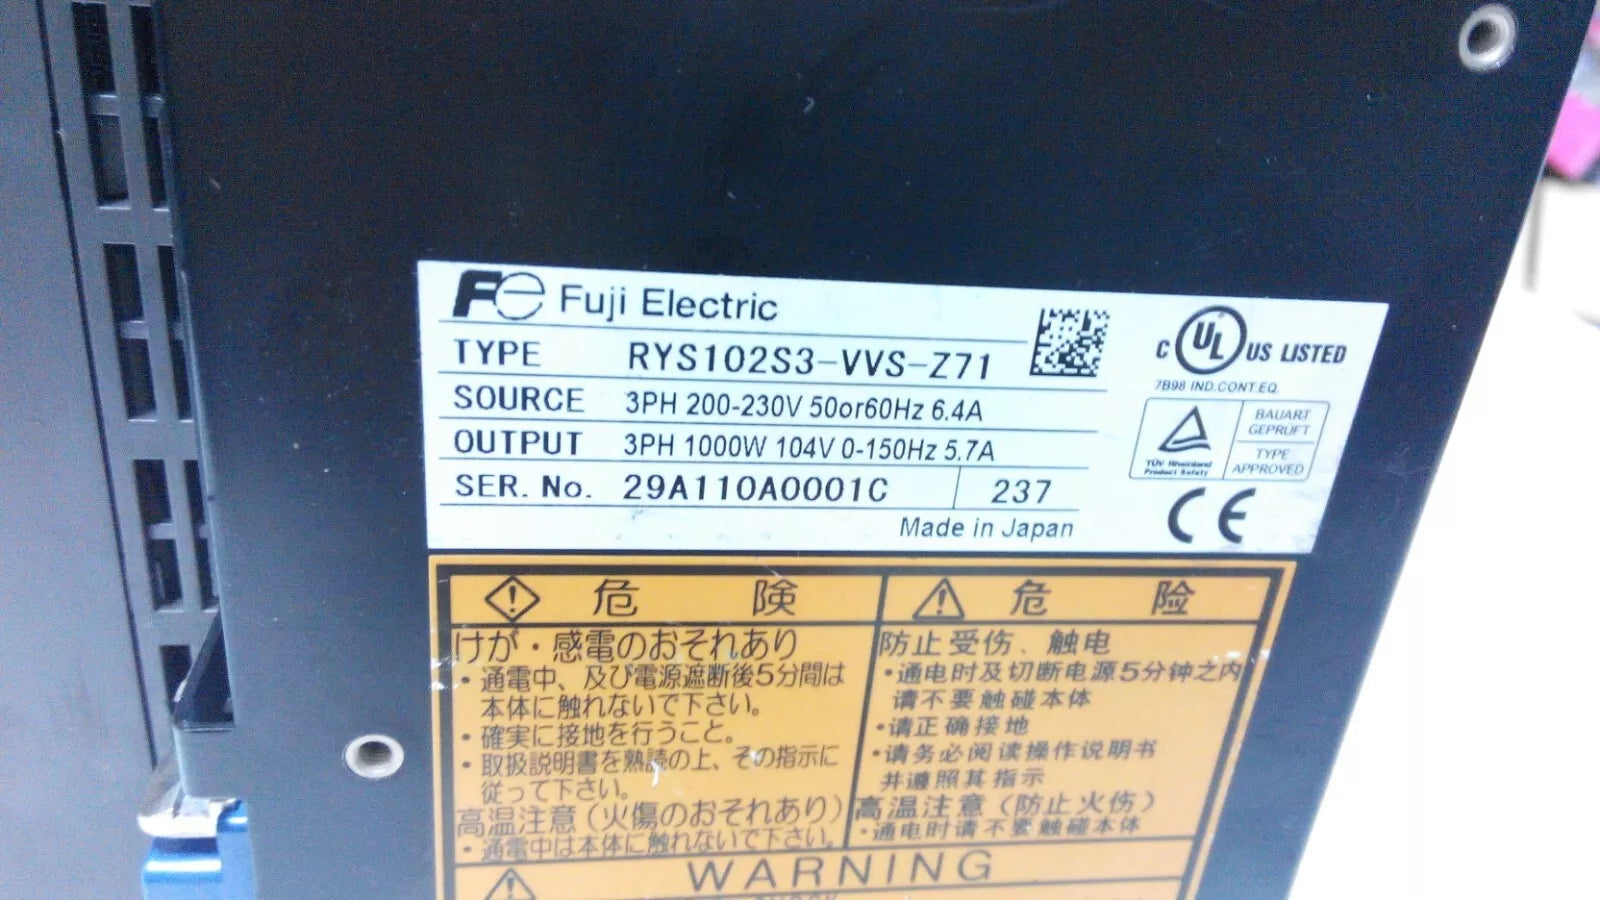 Fe Fuji Electric
TYPE RYS102S3-VVS-Z71
SOURCE 3PH 200-230V 50or60Hz 6.4A
OUTPUT 3PH 1000W 104V 0-150Hz 5.7A
SER. No. 29A110A0001C 237
Made in Japan
C UL US LISTED
7B98 IND.CONT.EQ.
TÜV Rheinland
Product Safety
BAUART
GEPRÜFT
TYPE
APPROVED
CE
危 険
けが・感電のおそれあり
・通電中、及び電源遮断後5分間は
本体に触れないで下さい。
・確実に接地を行うこと。
・取扱説明書を熟読の上、その指示に
従って下さい。
高温注意（火傷のおそれあり）
・通電中は本体に触れないで下さい。
危 险
防止受伤、触电
・通电时及切断电源5分钟之内
请不要触碰本体
・请正确接地
・请务必阅读操作说明书
并遵照其指示
高温注意（防止火伤）
・通电时请不要触碰本体
WARNING